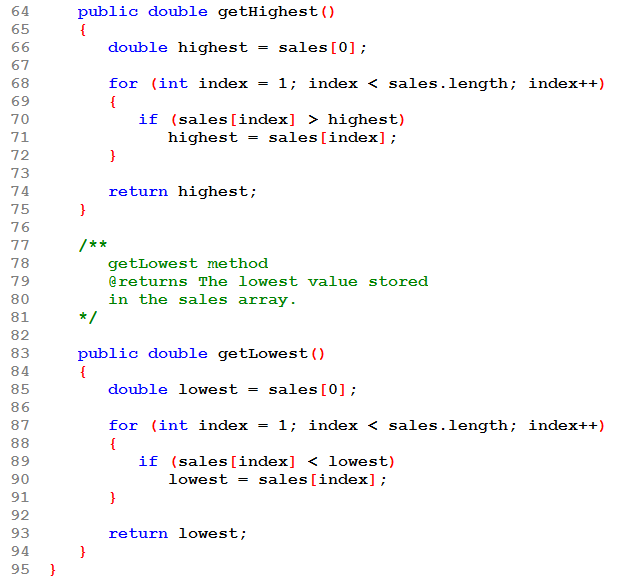 64     public double getHighest()
65     {
66        double highest = sales[0];
67
68        for (int index = 1; index < sales.length; index++)
69        {
70           if (sales[index] > highest)
71              highest = sales[index];
72        }
73
74        return highest;
75     }
76
77     /**
78        getLowest method
79        @returns The lowest value stored
80        in the sales array.
81     */
82
83     public double getLowest()
84     {
85        double lowest = sales[0];
86
87        for (int index = 1; index < sales.length; index++)
88        {
89           if (sales[index] < lowest)
90              lowest = sales[index];
91        }
92
93        return lowest;
94     }
95  }